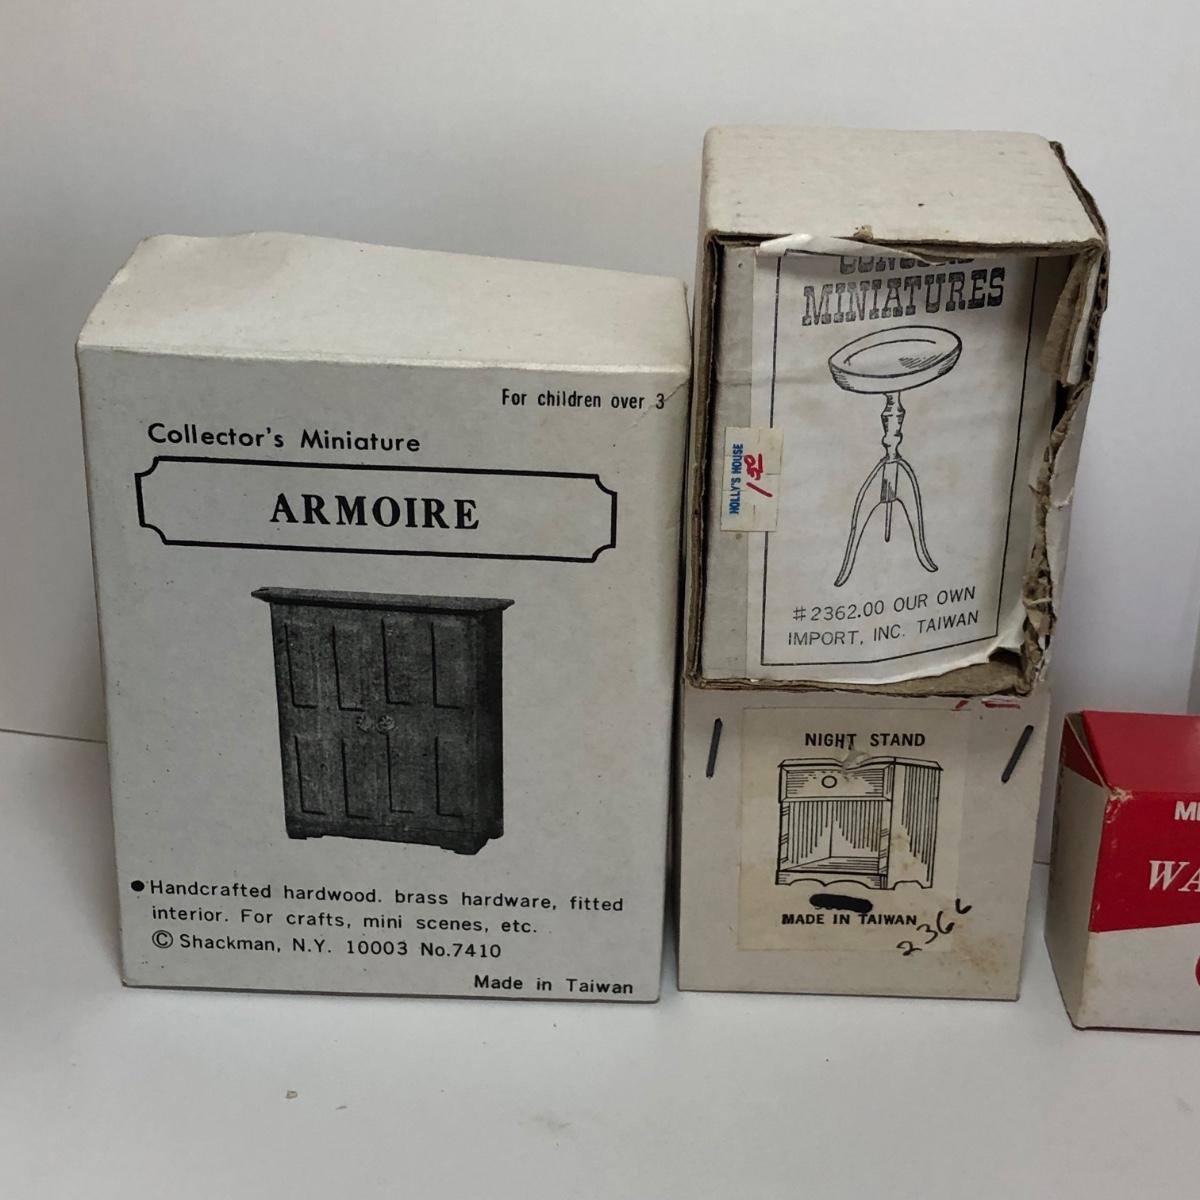 For children over 3
Collector's Miniature
ARMOIRE
●Handcrafted hardwood. brass hardware, fitted
interior. For crafts, mini scenes, etc.
© Shackman, N.Y. 10003 No.7410
Made in Taiwan
MINIATURES
HOLLY'S HOUSE
#2362.00 OUR OWN
IMPORT, INC. TAIWAN
NIGHT STAND
MADE IN TAIWAN